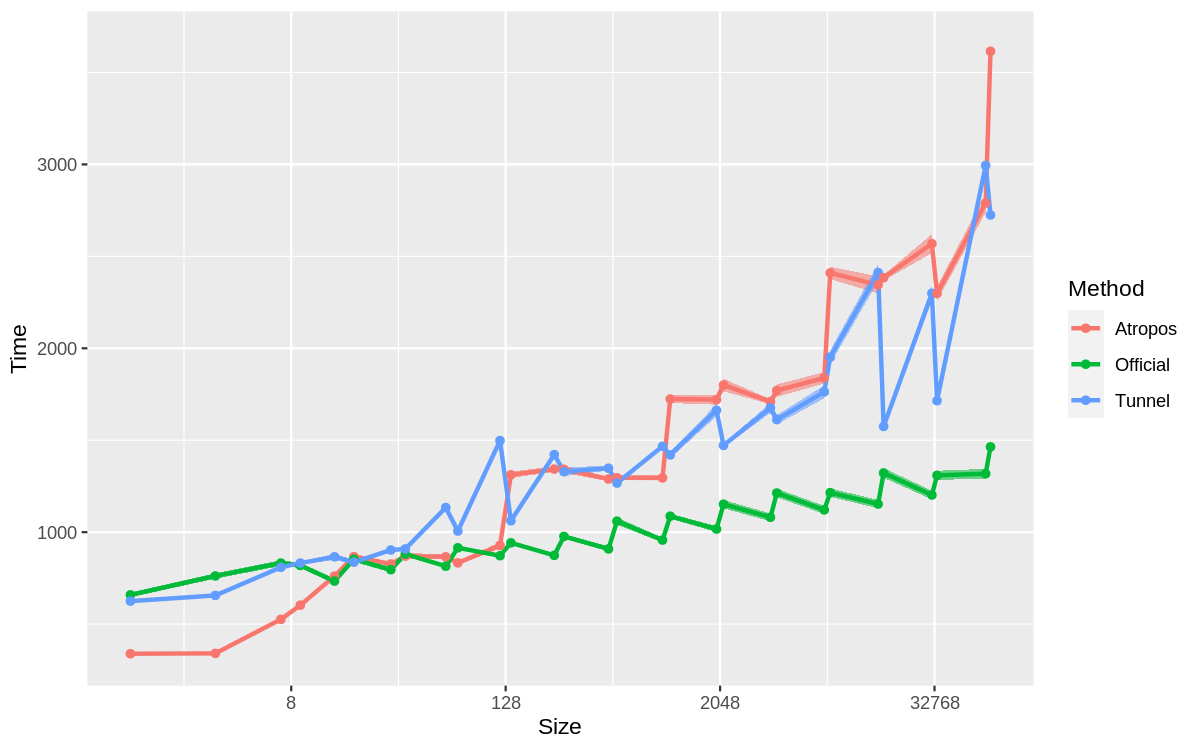 3000
2000
1000
Time
8
128
2048
32768
Size
Method
Atropos
Official
Tunnel